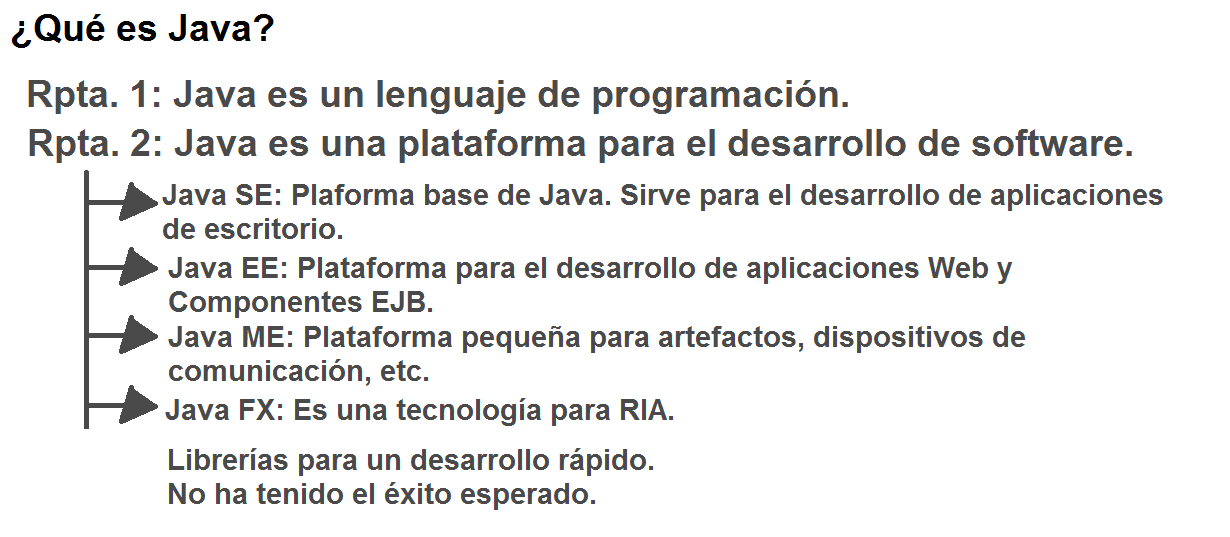 ¿Qué es Java?
Rpta. 1: Java es un lenguaje de programación.
Rpta. 2: Java es una plataforma para el desarrollo de software.
Java SE: Plaforma base de Java. Sirve para el desarrollo de aplicaciones
de escritorio.
Java EE: Plataforma para el desarrollo de aplicaciones Web y
Componentes EJB.
Java ME: Plataforma pequeña para artefactos, dispositivos de
comunicación, etc.
Java FX: Es una tecnología para RIA.
Librerías para un desarrollo rápido.
No ha tenido el éxito esperado.